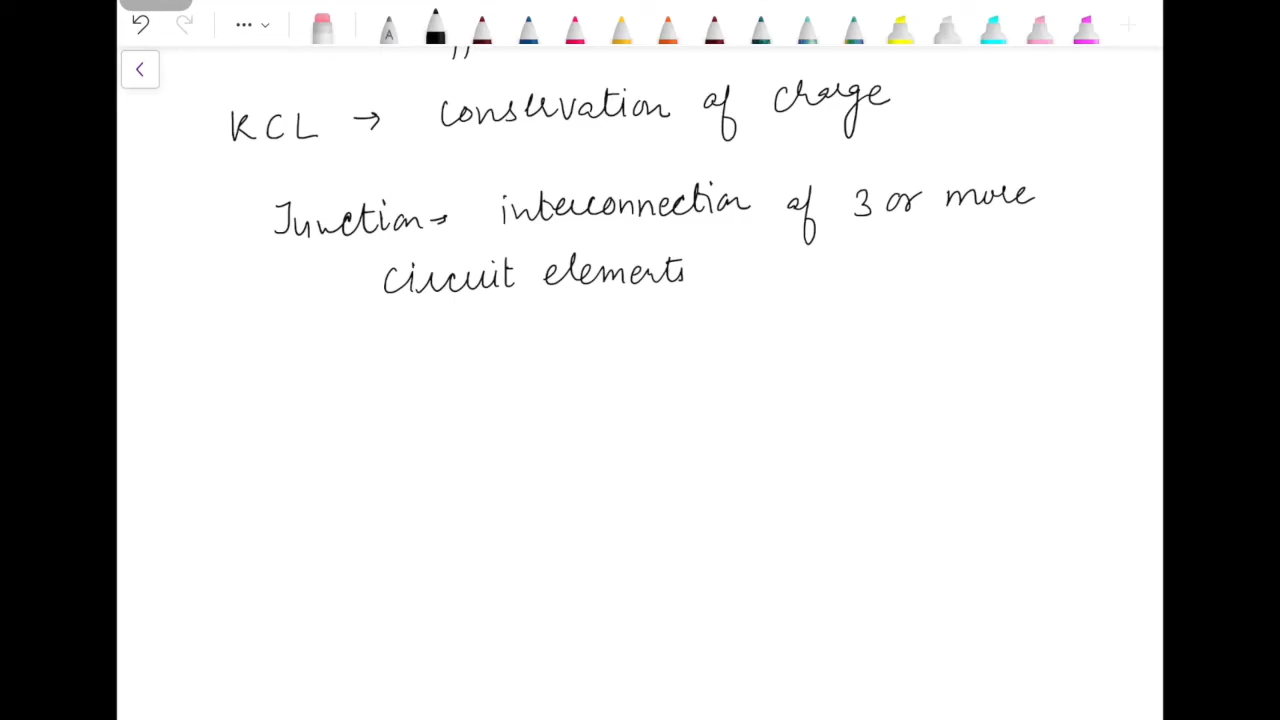 KCL → conservation of charge
Junction → interconnection of 3 or more
circuit elements